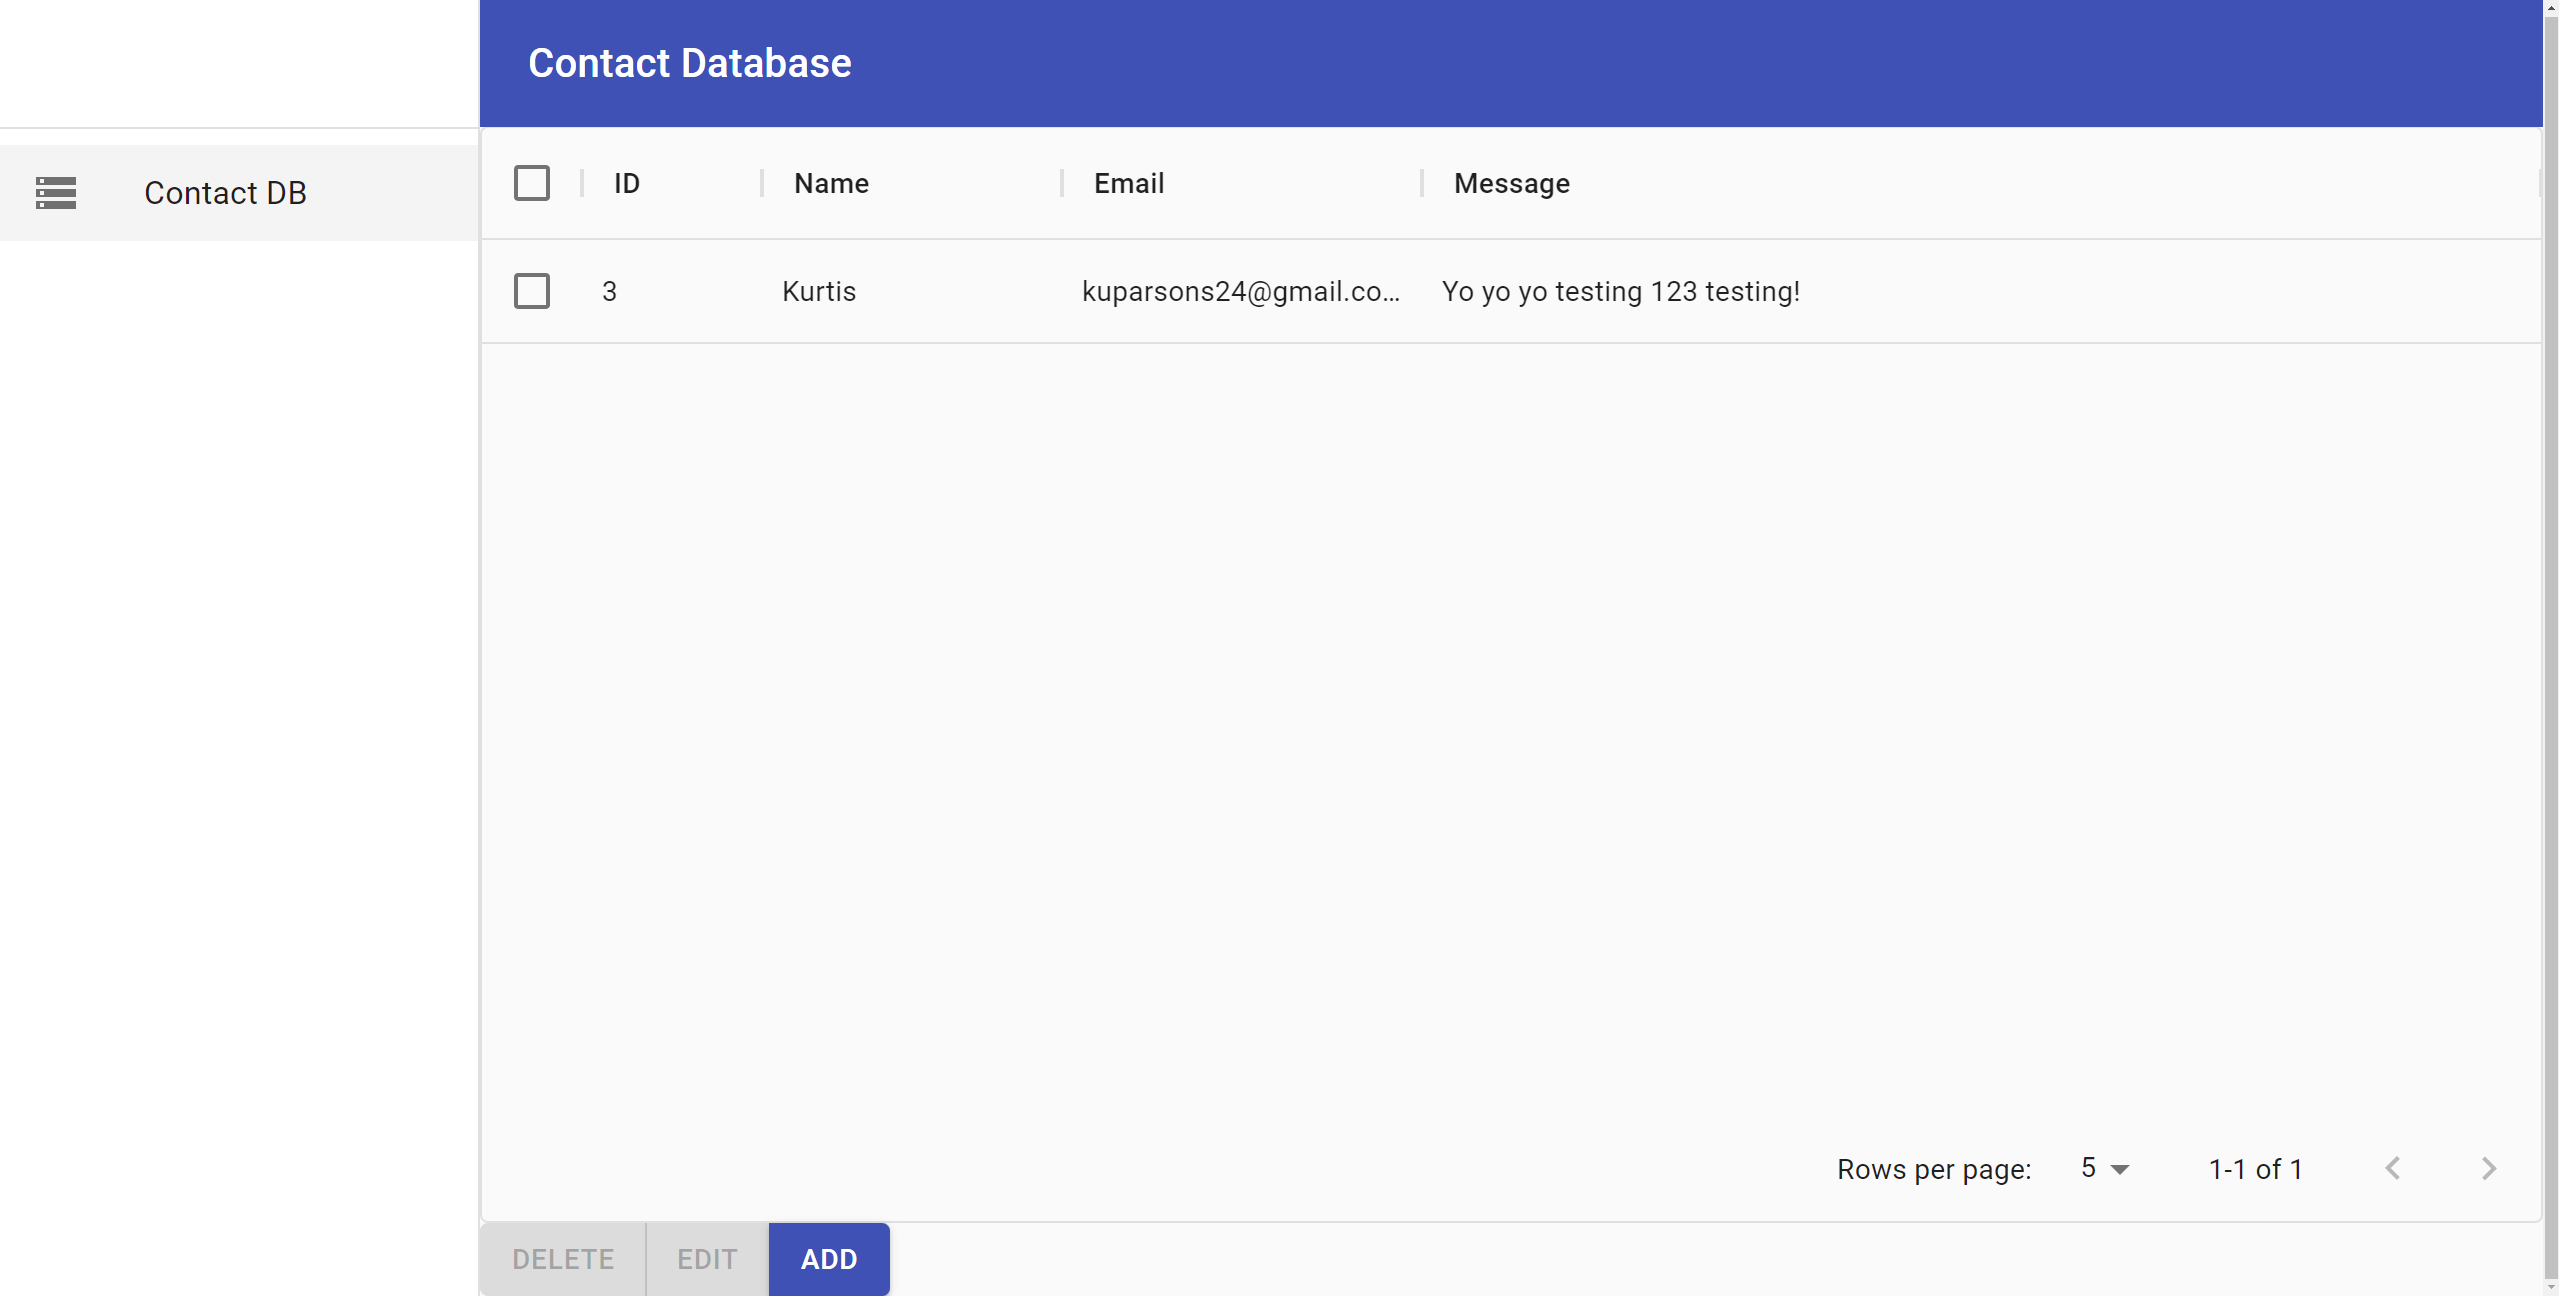 Contact Database
Contact DB
ID Name Email Message
3 Kurtis kuparsons24@gmail.co... Yo yo yo testing 123 testing!
Rows per page: 5 1-1 of 1
DELETE EDIT ADD